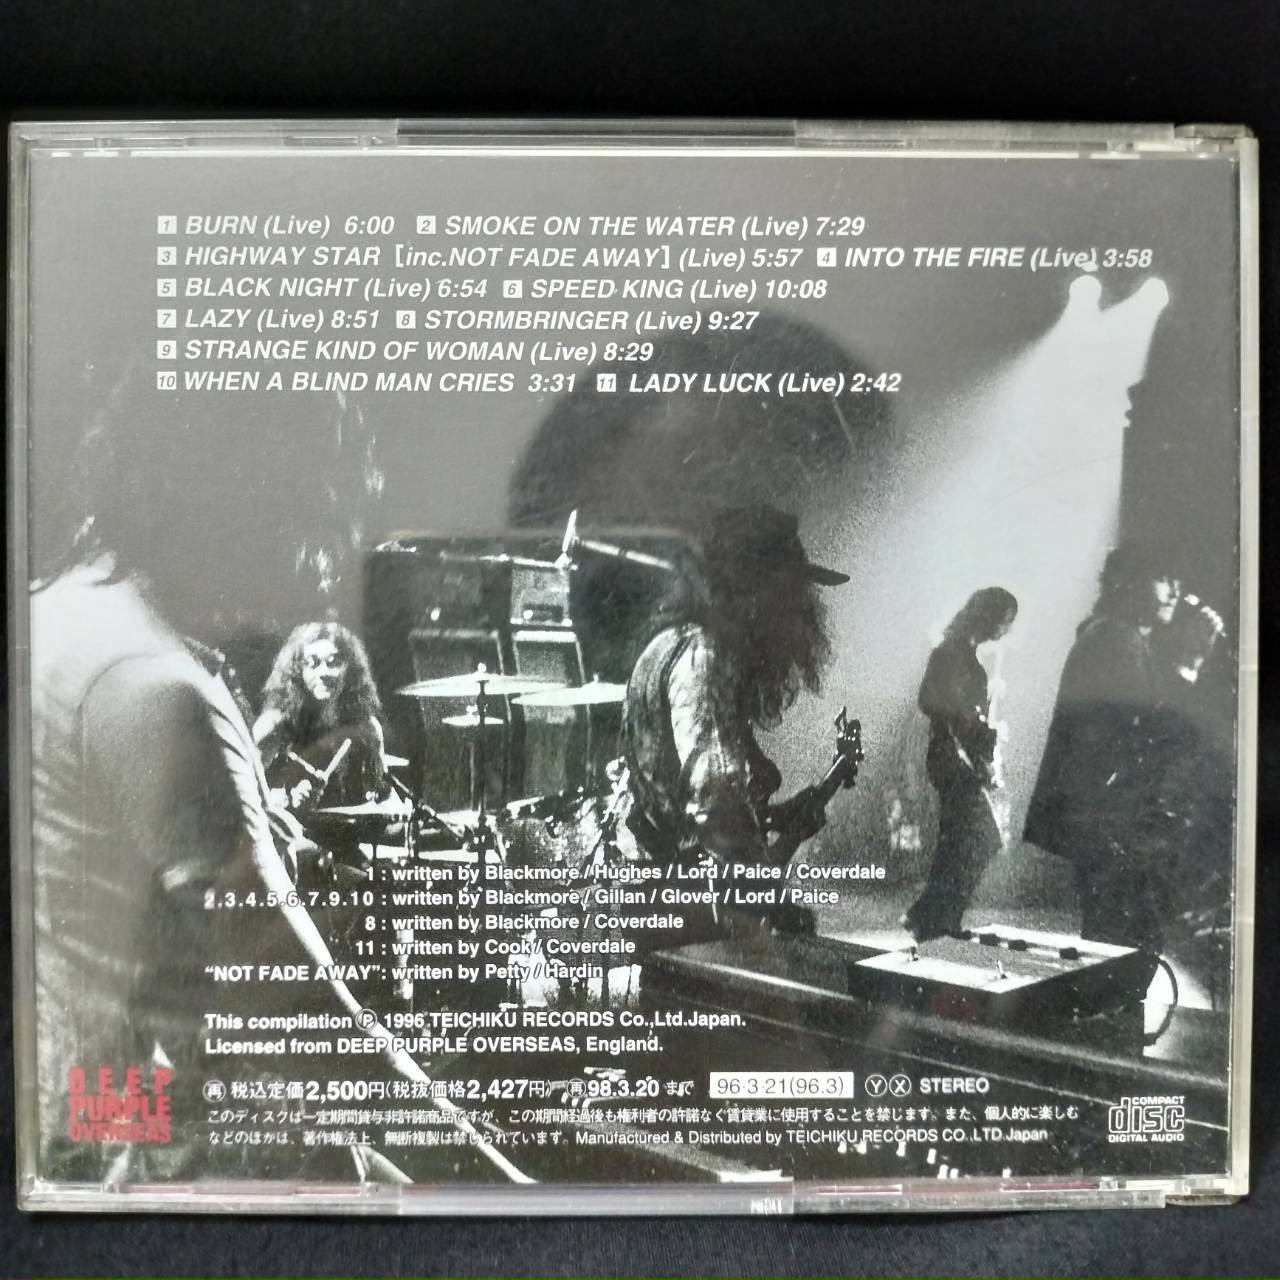 1 BURN (Live) 6:00 2 SMOKE ON THE WATER (Live) 7:29
3 HIGHWAY STAR [inc.NOT FADE AWAY] (Live) 5:57 4 INTO THE FIRE (Live) 3:58
5 BLACK NIGHT (Live) 6:54 6 SPEED KING (Live) 10:08
7 LAZY (Live) 8:51 8 STORMBRINGER (Live) 9:27
9 STRANGE KIND OF WOMAN (Live) 8:29
10 WHEN A BLIND MAN CRIES 3:31 11 LADY LUCK (Live) 2:42
1 : written by Blackmore / Hughes / Lord / Paice / Coverdale
2.3.4.5.6.7.9.10 : written by Blackmore / Gillan / Glover / Lord / Paice
8 : written by Blackmore / Coverdale
11 : written by Cook / Coverdale
“NOT FADE AWAY”: written by Petty / Hardin
This compilation Ⓟ 1996 TEICHIKU RECORDS Co.,Ltd.Japan.
Licensed from DEEP PURPLE OVERSEAS, England.
㊢ 税込定価2,500円(税抜価格2,427円) 再98.3.20 まで 96·3·21(96.3) ⓎⓍ STEREO
このディスクは一定期間貸与非許諾商品ですが、この期間経過後も権利者の許諾なく賃貸業に使用することを禁じます。また、個人的に楽しむ
などのほかは、著作権法上、無断複製は禁じられています。Manufactured & Distributed by TEICHIKU RECORDS CO.,LTD.Japan
DEEP
PURPLE
OVERSEAS
COMPACT
disc
DIGITAL AUDIO